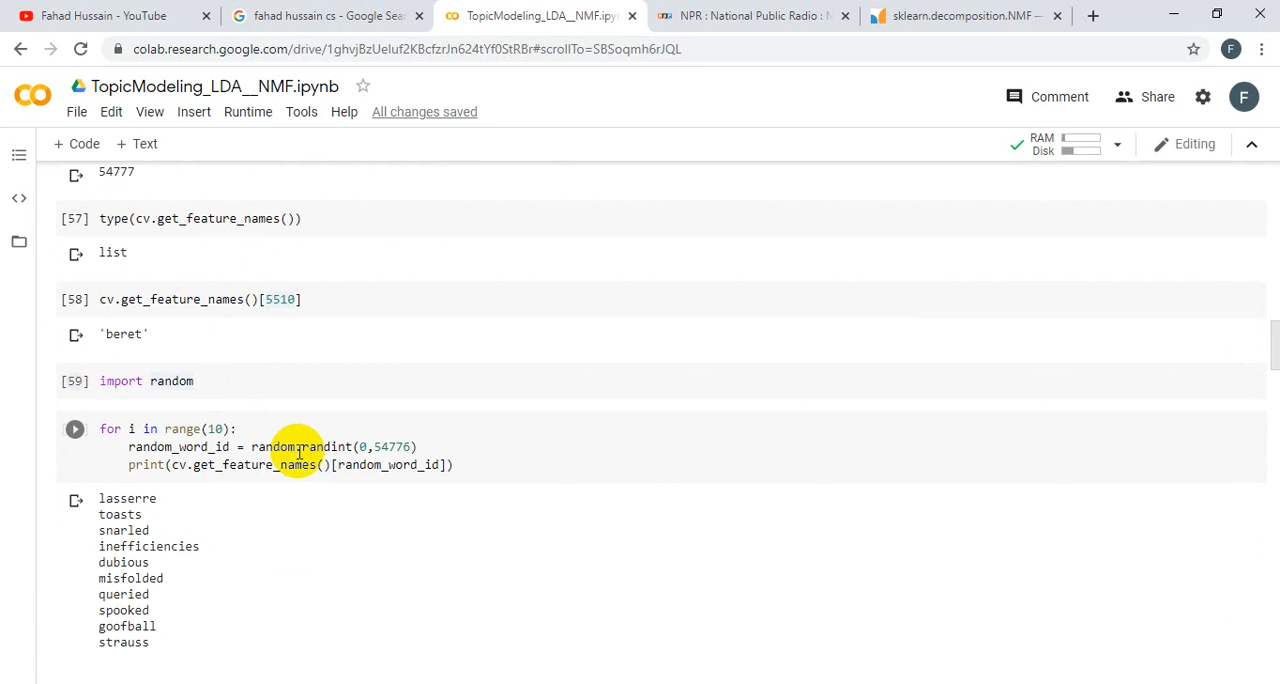 Fahad Hussain - YouTube
fahad hussain cs - Google Sea
TopicModeling_LDA__NMF.ipyn
NPR : National Public Radio : N
sklearn.decomposition.NMF —
colab.research.google.com/drive/1ghvjBzUeluf2KBcfzrJn624tYf0StRBr#scrollTo=SBSoqmh6rJQL
F
CO
TopicModeling_LDA__NMF.ipynb
Comment
Share
F
File Edit View Insert Runtime Tools Help All changes saved
+ Code + Text
RAM
Disk
Editing
54777
[57] type(cv.get_feature_names())
list
[58] cv.get_feature_names()[5510]
'beret'
[59] import random
for i in range(10):
random_word_id = random.randint(0,54776)
print(cv.get_feature_names()[random_word_id])
lasserre
toasts
snarled
inefficiencies
dubious
misfolded
queried
spooked
goofball
strauss